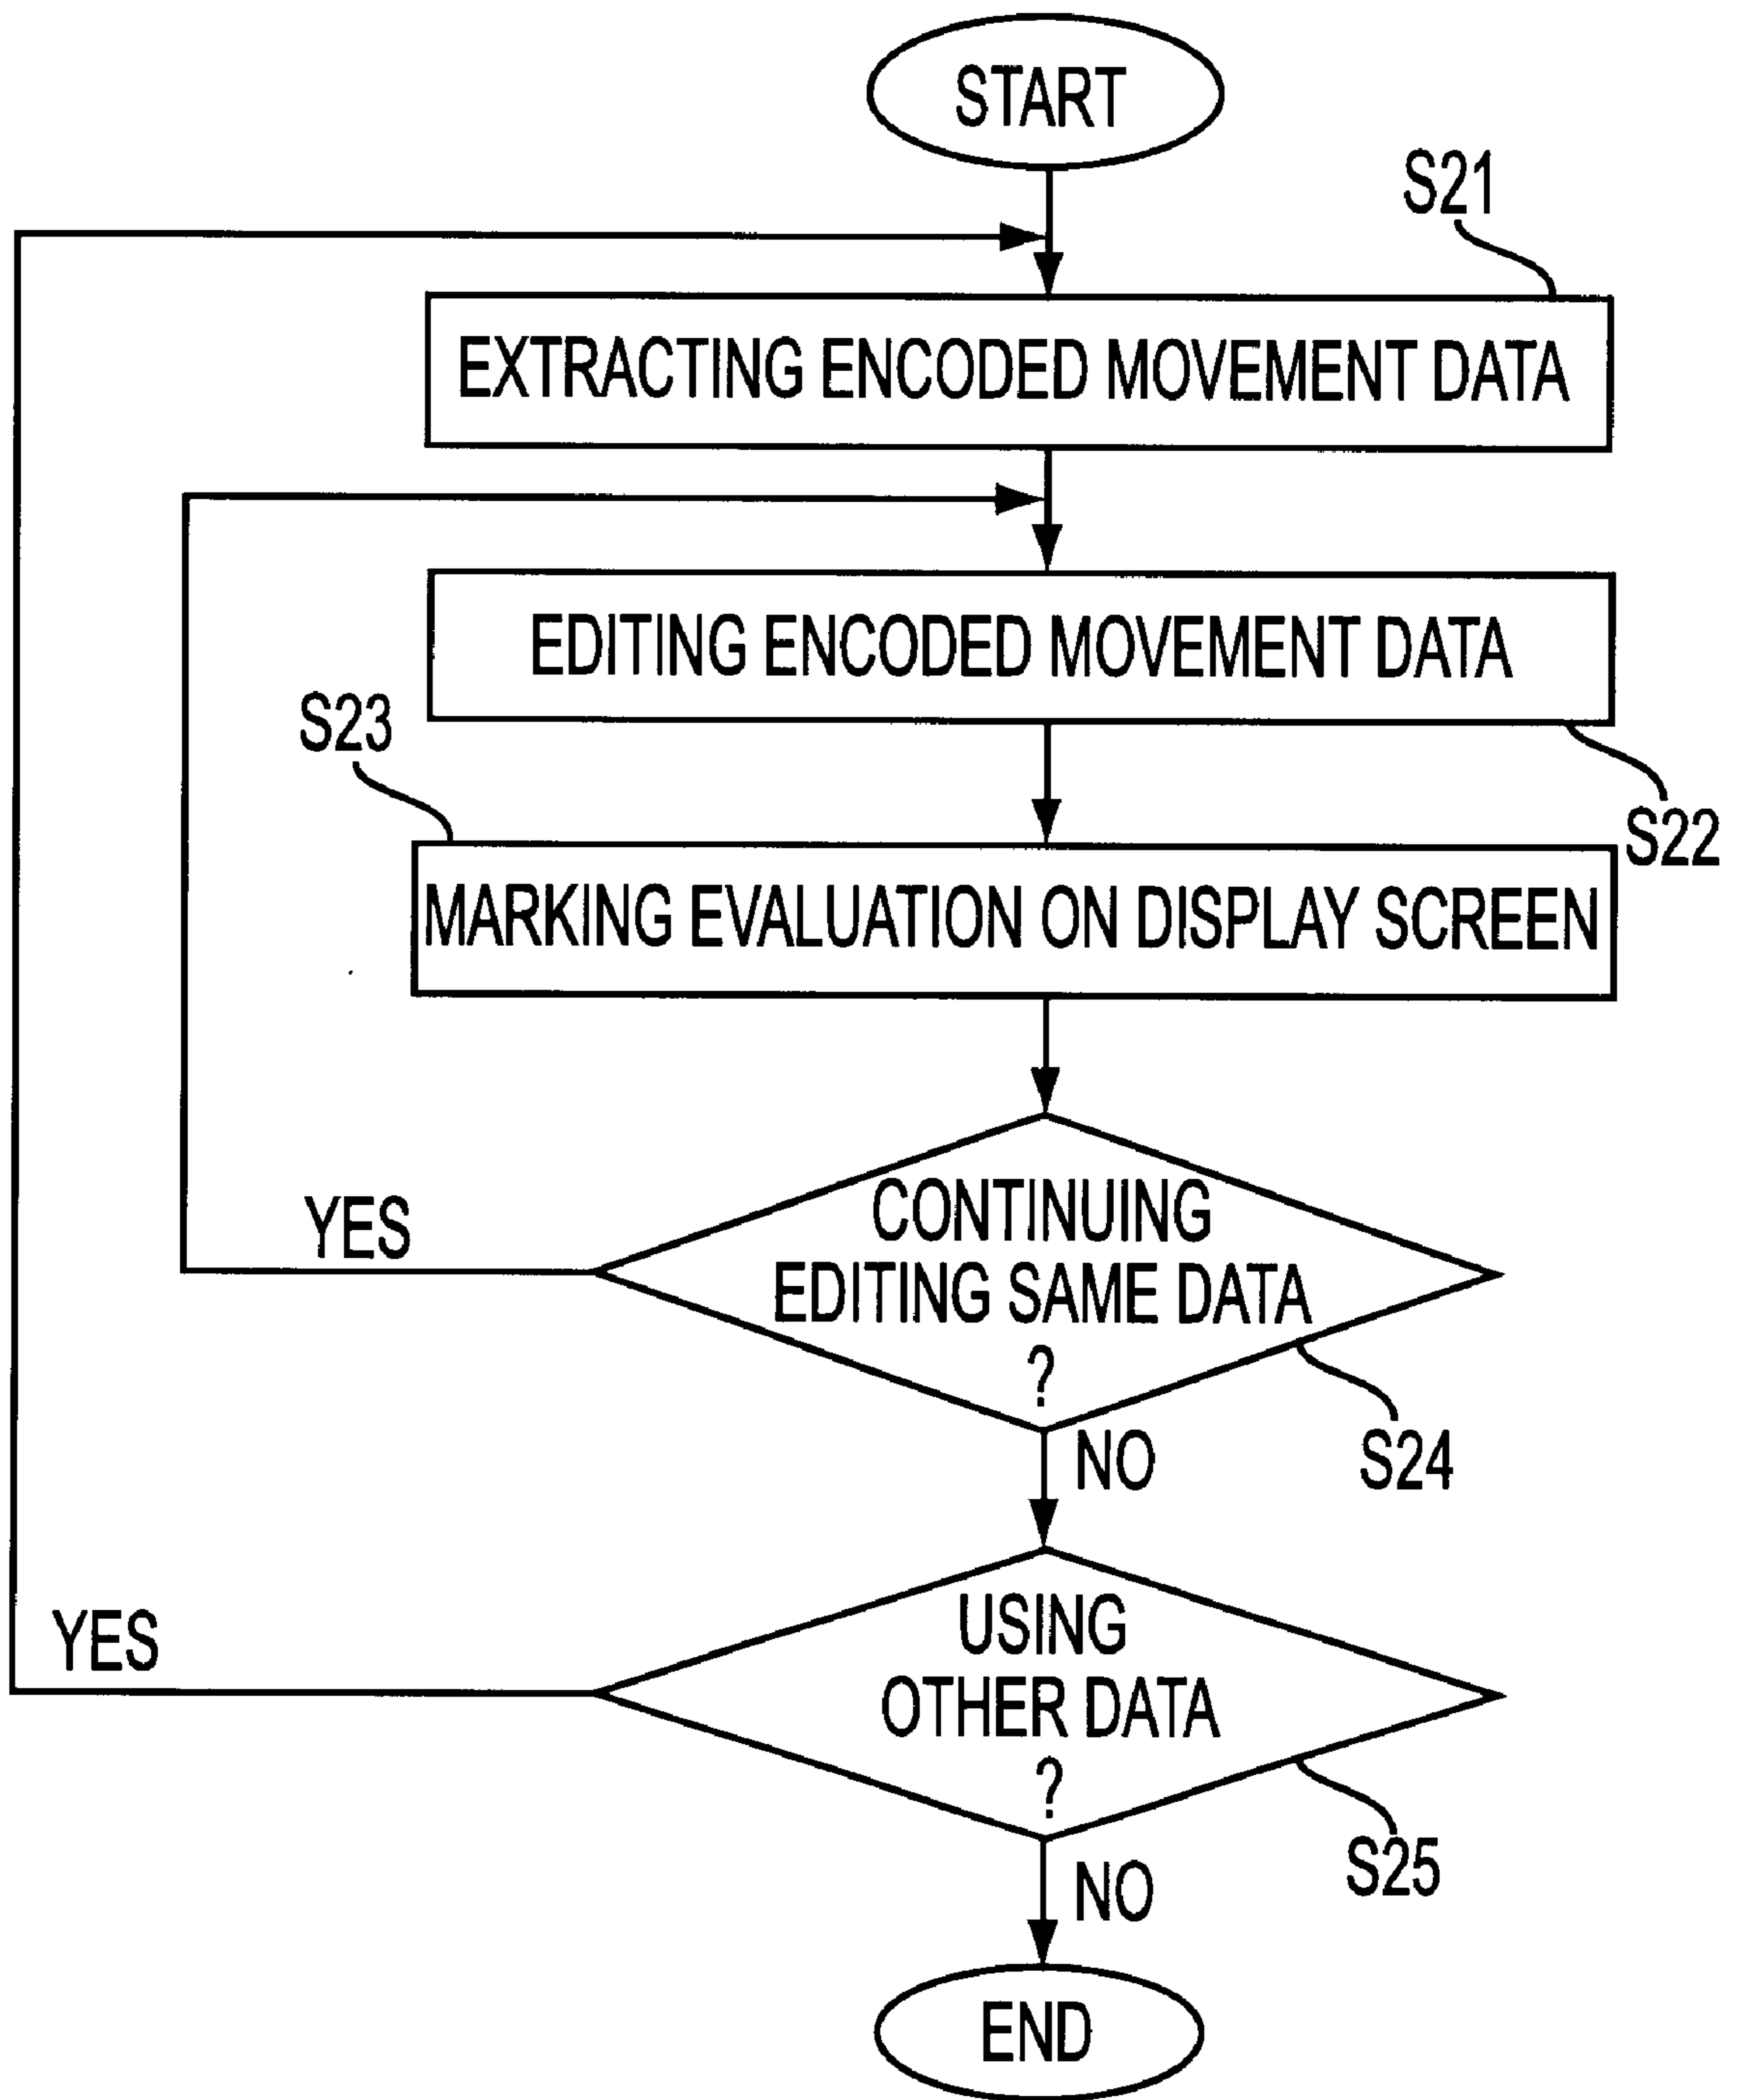 START
S21
EXTRACTING ENCODED MOVEMENT DATA
EDITING ENCODED MOVEMENT DATA
S23
S22
MARKING EVALUATION ON DISPLAY SCREEN
CONTINUING
EDITING SAME DATA
?
YES
S24
NO
USING
OTHER DATA
?
YES
S25
NO
END